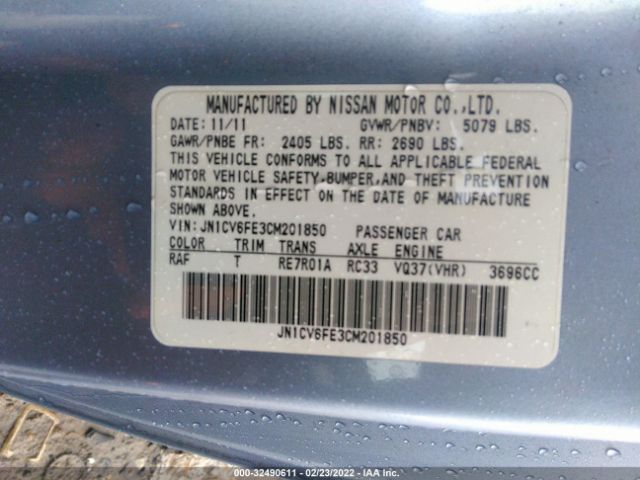 MANUFACTURED BY NISSAN MOTOR CO.,LTD.
DATE: 11/11 GVWR/PNBV: 5079 LBS.
GAWR/PNBE FR: 2405 LBS. RR: 2690 LBS.
THIS VEHICLE CONFORMS TO ALL APPLICABLE FEDERAL
MOTOR VEHICLE SAFETY,BUMPER,AND THEFT PREVENTION
STANDARDS IN EFFECT ON THE DATE OF MANUFACTURE
SHOWN ABOVE.
VIN: JN1CV6FE3CM201850 PASSENGER CAR
COLOR TRIM TRANS AXLE ENGINE
RAF T RE7R01A RC33 VQ37(VHR) 3696CC
JN1CV6FE3CM201850
000-32490611 - 02/23/2022 - IAA Inc.